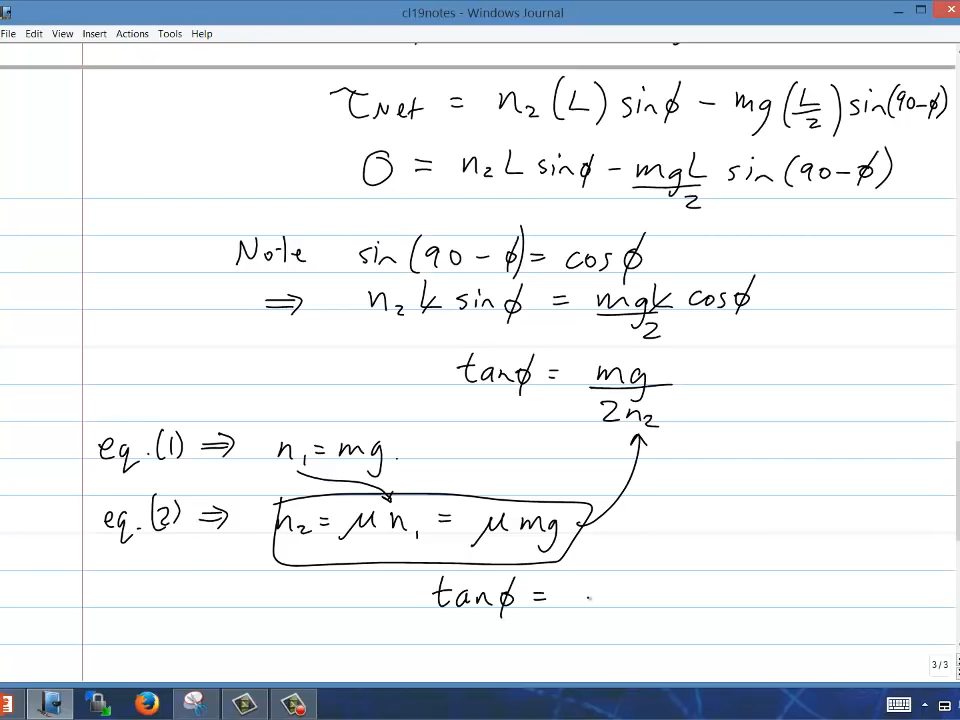 cl19notes - Windows Journal
File Edit View Insert Actions Tools Help
τNet = n₂ (L) sinϕ - mg (L/2) sin(90-ϕ)
0 = n₂ L sinϕ - mgL/2 sin(90-ϕ)
Note sin(90-ϕ) = cosϕ
⇒ n₂ L sinϕ = mgL/2 cosϕ
tanϕ = mg/2n₂
eq.(1) ⇒ n₁ = mg.
eq.(2) ⇒ n₂ = μ n₁ = μ mg
tanϕ =
3/3